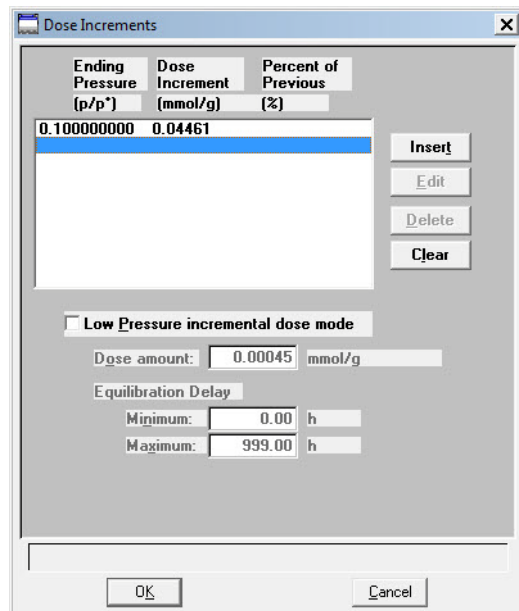 Dose Increments
Ending Pressure (p/p*) Dose Increment (mmol/g) Percent of Previous (%)
0.100000000 0.04461
Insert
Edit
Delete
Clear
Low Pressure incremental dose mode
Dose amount: 0.00045 mmol/g
Equilibration Delay
Minimum: 0.00 h
Maximum: 999.00 h
OK Cancel